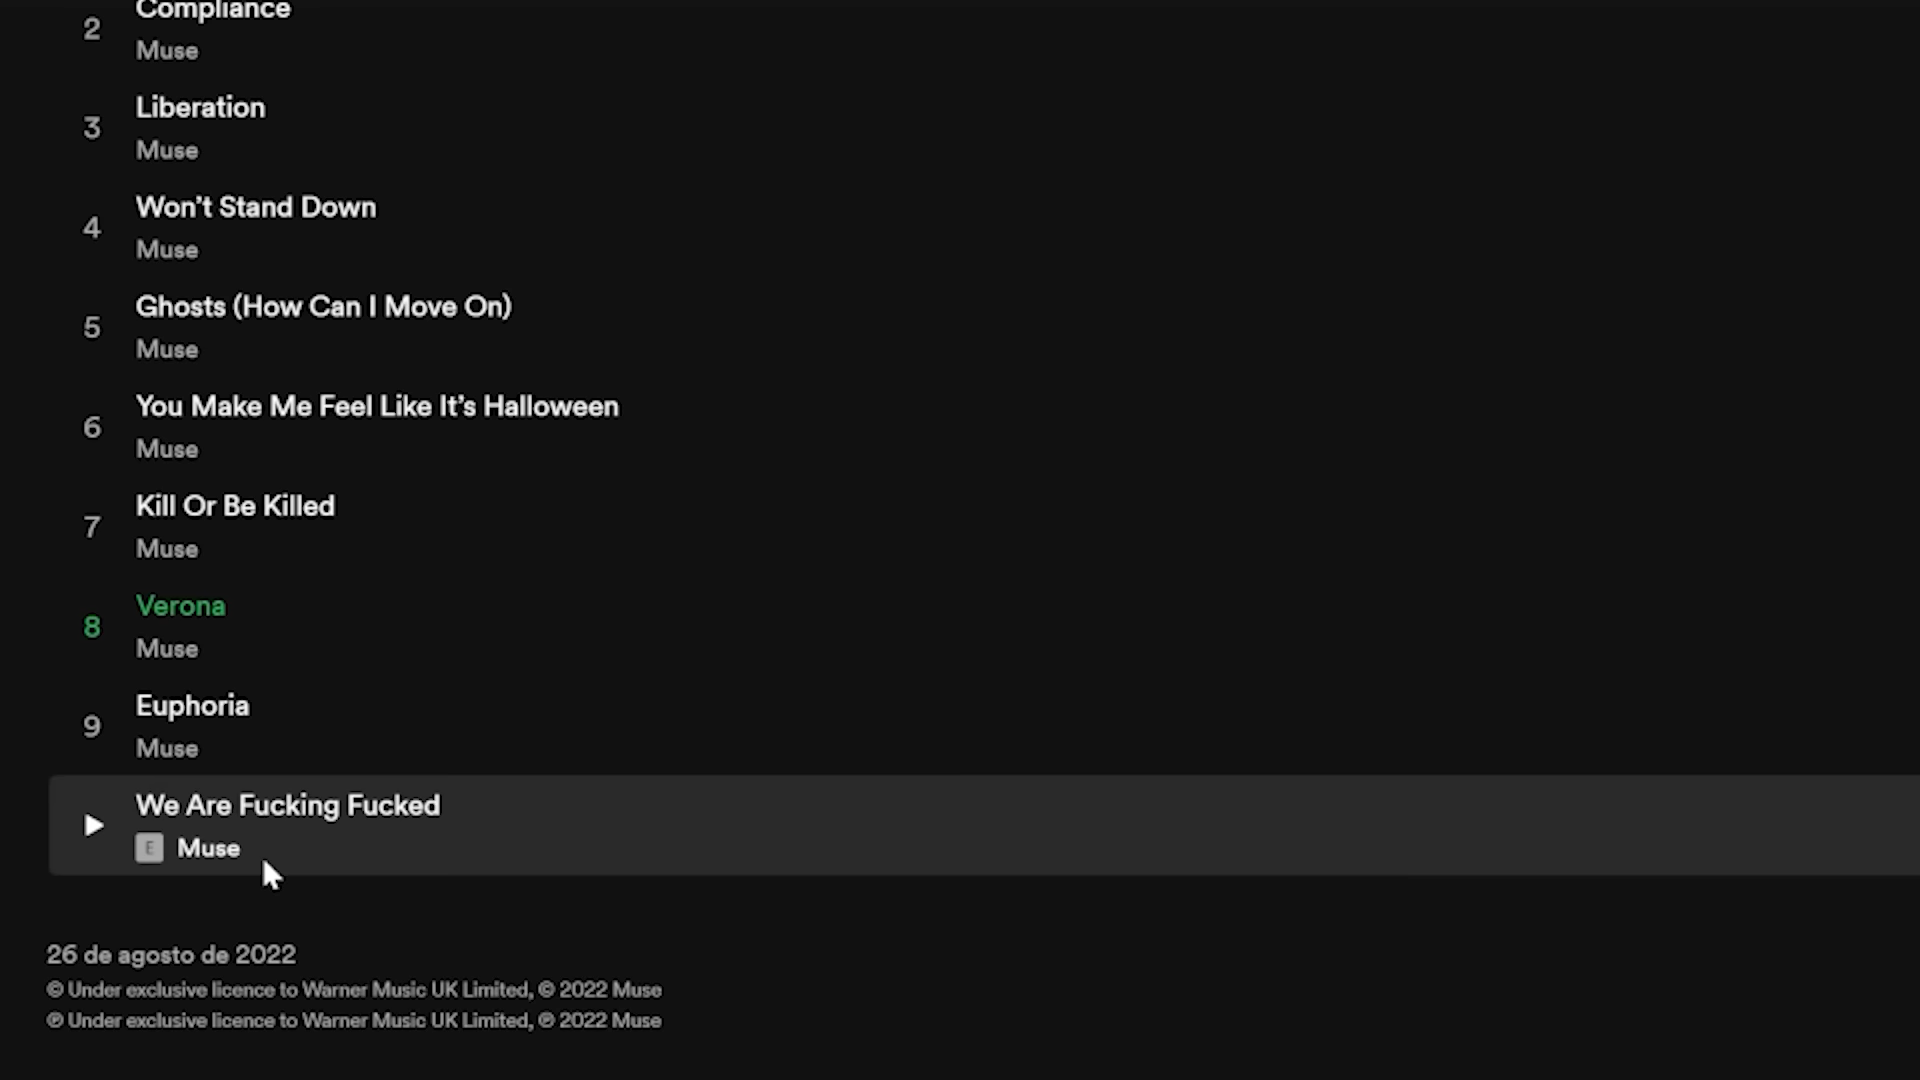 Compliance
2
Muse
Liberation
3
Muse
Won't Stand Down
4
Muse
Ghosts (How Can I Move On)
5
Muse
You Make Me Feel Like It's Halloween
6
Muse
Kill Or Be Killed
7
Muse
Verona
8
Muse
Euphoria
9
Muse
We Are Fucking Fucked
E Muse
26 de agosto de 2022
© Under exclusive licence to Warner Music UK Limited, © 2022 Muse
℗ Under exclusive licence to Warner Music UK Limited, ℗ 2022 Muse